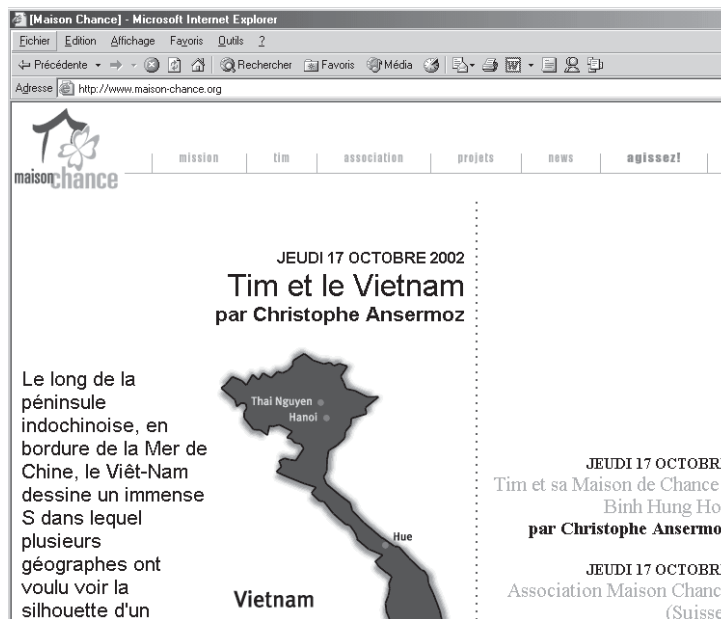 [Maison Chance] - Microsoft Internet Explorer
Fichier Edition Affichage Favoris Outils ?
Précédente Rechercher Favoris Média
Adresse http://www.maison-chance.org
maison chance
mission tim association projets news agissez!
JEUDI 17 OCTOBRE 2002
Tim et le Vietnam
par Christophe Ansermoz
Le long de la
péninsule
indochinoise, en
bordure de la Mer de
Chine, le Viêt-Nam
dessine un immense
S dans lequel
plusieurs
géographes ont
voulu voir la
silhouette d'un
Thai Nguyen
Hanoi
Hue
Vietnam
JEUDI 17 OCTOBR
Tim et sa Maison de Chance
Binh Hung Ho
par Christophe Ansermo
JEUDI 17 OCTOBR
Association Maison Chanc
(Suisse